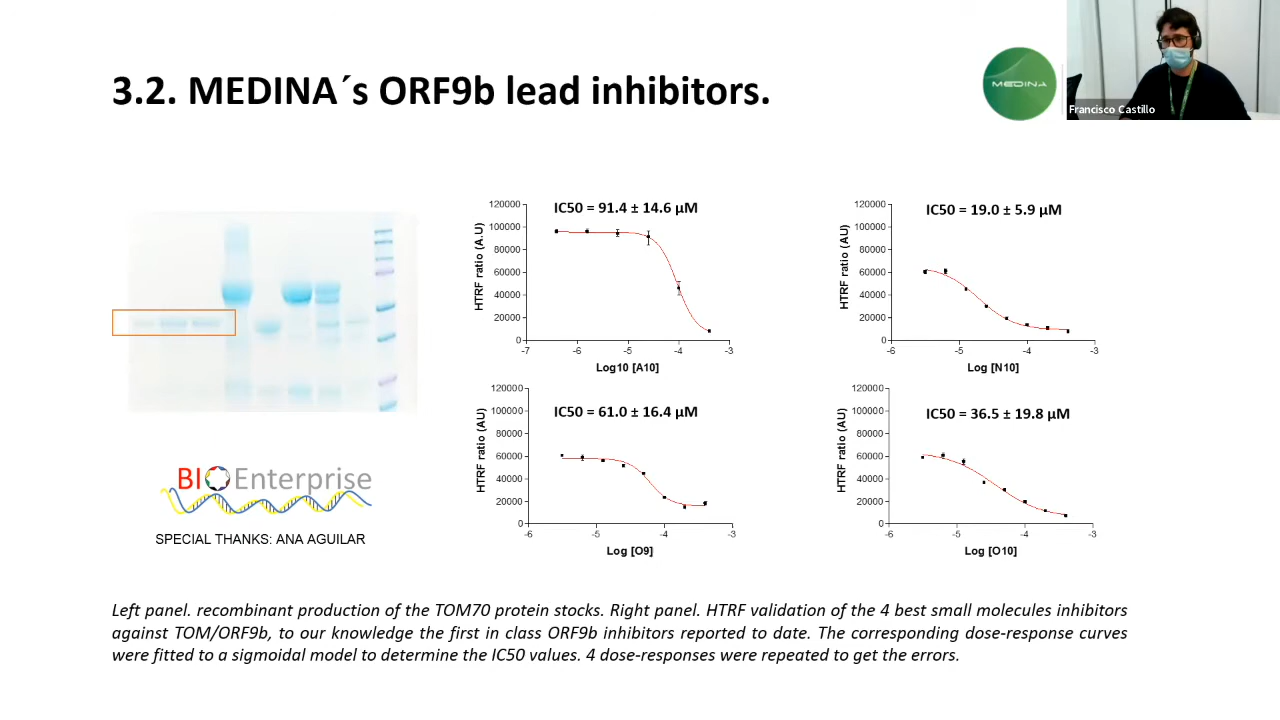 3.2. MEDINA´s ORF9b lead inhibitors.
MEDINA
Francisco Castillo
IC50 = 91.4 ± 14.6 µM
HTRF ratio (A.U)
120000
100000
80000
60000
40000
20000
0
-7 -6 -5 -4 -3
Log10 [A10]
IC50 = 19.0 ± 5.9 µM
HTRF ratio (AU)
120000
100000
80000
60000
40000
20000
0
-6 -5 -4 -3
Log [N10]
IC50 = 61.0 ± 16.4 µM
HTRF ratio (AU)
120000
100000
80000
60000
40000
20000
0
-6 -5 -4 -3
Log [O9]
IC50 = 36.5 ± 19.8 µM
HTRF ratio (AU)
120000
100000
80000
60000
40000
20000
0
-6 -5 -4 -3
Log [O10]
BIOEnterprise
SPECIAL THANKS: ANA AGUILAR
Left panel. recombinant production of the TOM70 protein stocks. Right panel. HTRF validation of the 4 best small molecules inhibitors
against TOM/ORF9b, to our knowledge the first in class ORF9b inhibitors reported to date. The corresponding dose-response curves
were fitted to a sigmoidal model to determine the IC50 values. 4 dose-responses were repeated to get the errors.